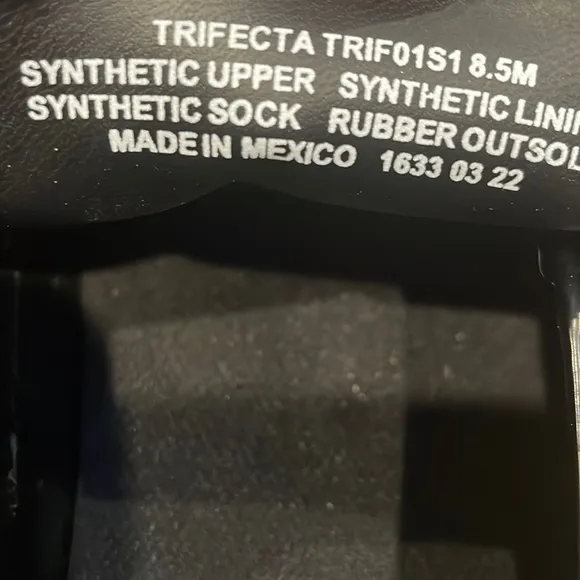 TRIFECTA TRIF01S1 8.5M
SYNTHETIC UPPER SYNTHETIC LININ
SYNTHETIC SOCK RUBBER OUTSOL
MADE IN MEXICO 1633 03 22